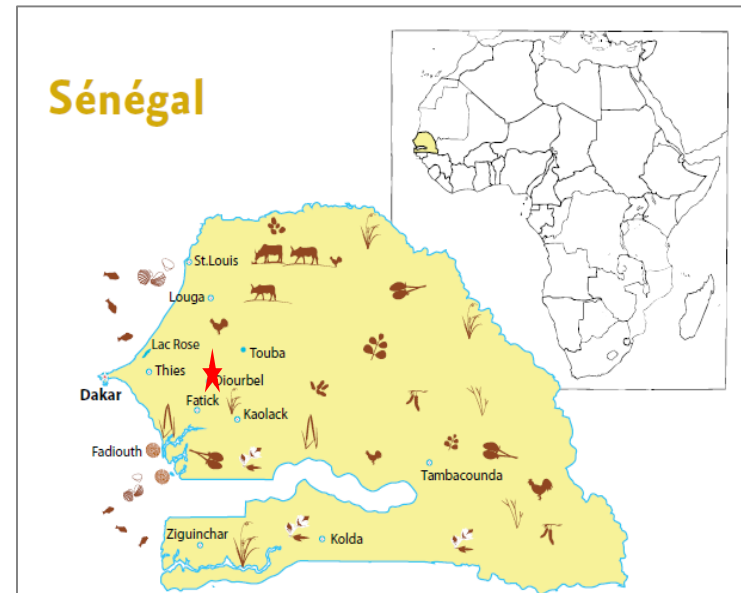 Sénégal
St.Louis
Louga
Lac Rose
Touba
Thies
Diourbel
Dakar
Fatick
Kaolack
Fadiouth
Tambacounda
Ziguinchar
Kolda